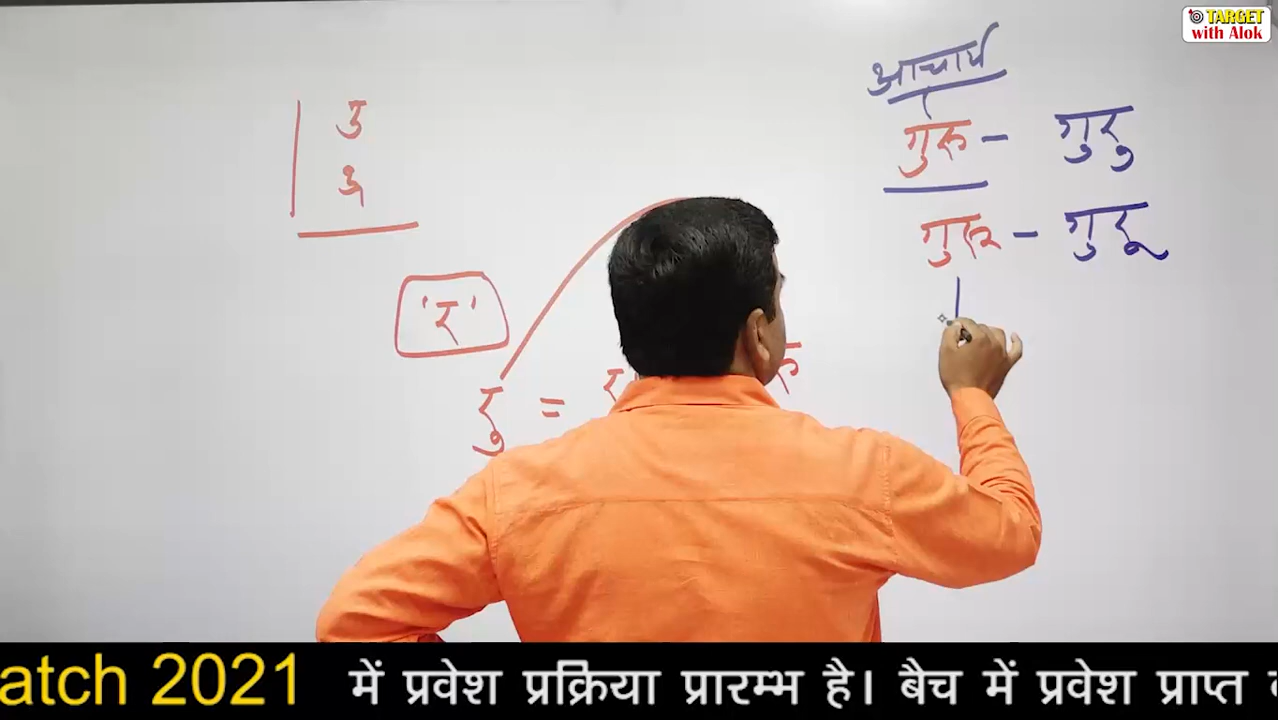 TARGET
with Alok
आचार्य
गुरु – गु रु
गुरू – गु रू
उ
'र'
रु =
atch 2021 में प्रवेश प्रक्रिया प्रारम्भ है। बैच में प्रवेश प्राप्त